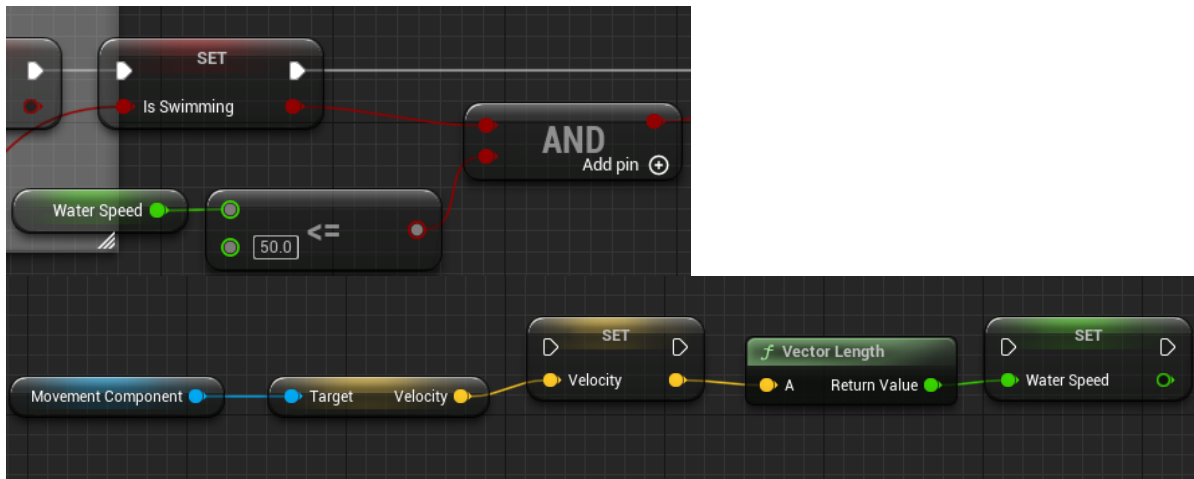 SET
Is Swimming
AND
Add pin
Water Speed
<=
50.0
SET
SET
Vector Length
Velocity
A Return Value
Water Speed
Movement Component
Target Velocity